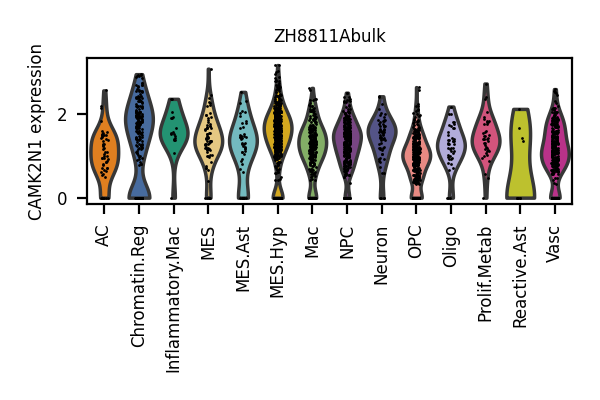 ZH8811Abulk
CAMK2N1 expression
2
0
AC
Chromatin.Reg
Inflammatory.Mac
MES
MES.Ast
MES.Hyp
Mac
NPC
Neuron
OPC
Oligo
Prolif.Metab
Reactive.Ast
Vasc